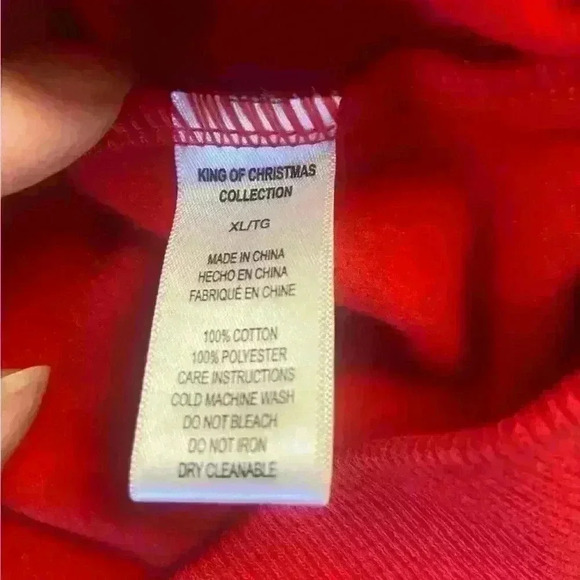 KING OF CHRISTMAS
COLLECTION
XL/TG
MADE IN CHINA
HECHO EN CHINA
FABRIQUÉ EN CHINE
100% COTTON
100% POLYESTER
CARE INSTRUCTIONS
COLD MACHINE WASH
DO NOT BLEACH
DO NOT IRON
DRY CLEANABLE